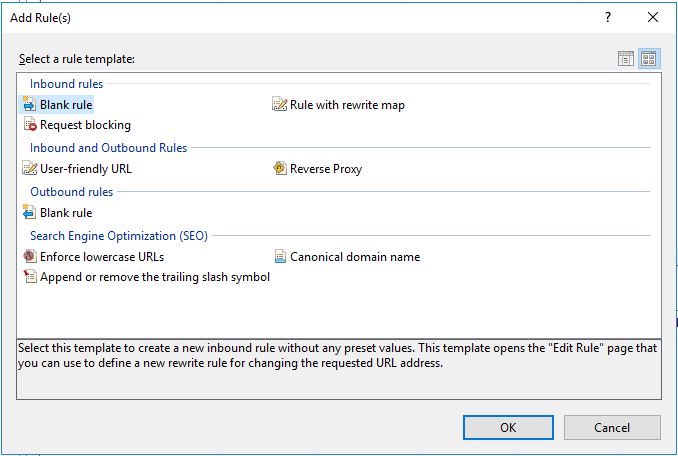 Add Rule(s)
?
Select a rule template:
Inbound rules
Blank rule
Rule with rewrite map
Request blocking
Inbound and Outbound Rules
User-friendly URL
Reverse Proxy
Outbound rules
Blank rule
Search Engine Optimization (SEO)
Enforce lowercase URLs
Canonical domain name
Append or remove the trailing slash symbol
Select this template to create a new inbound rule without any preset values. This template opens the "Edit Rule" page that
you can use to define a new rewrite rule for changing the requested URL address.
OK
Cancel